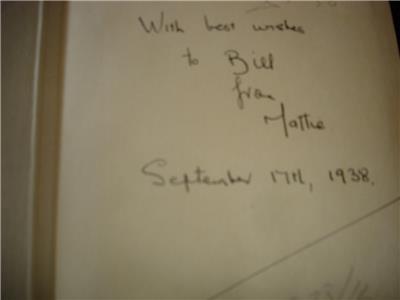 With best wishes
to Bill
from
Mattie
September 17th, 1938.